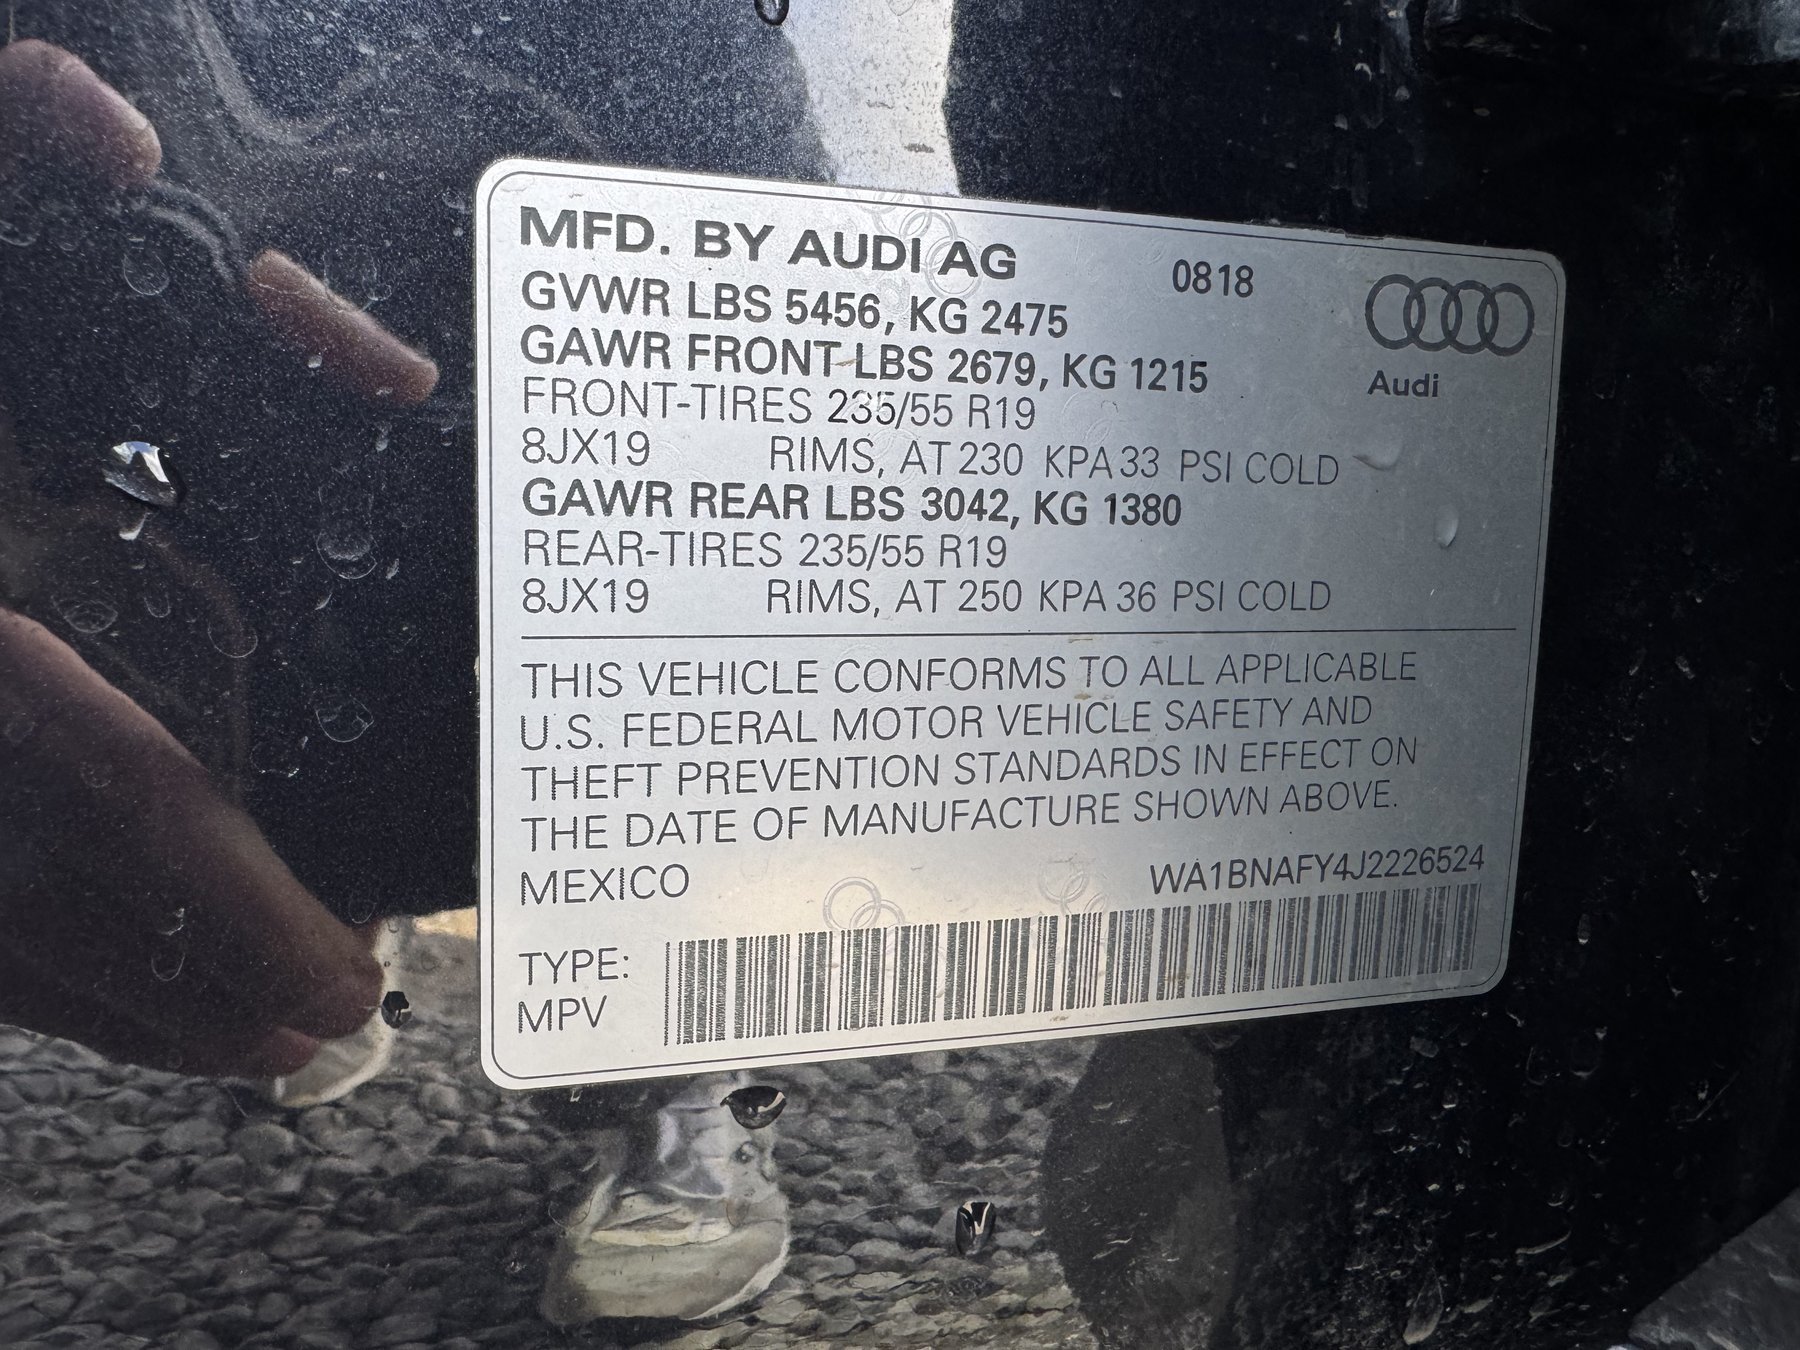 MFD. BY AUDI AG 0818
GVWR LBS 5456, KG 2475
GAWR FRONT LBS 2679, KG 1215
Audi
FRONT-TIRES 235/55 R19
8JX19 RIMS, AT 230 KPA 33 PSI COLD
GAWR REAR LBS 3042, KG 1380
REAR-TIRES 235/55 R19
8JX19 RIMS, AT 250 KPA 36 PSI COLD
THIS VEHICLE CONFORMS TO ALL APPLICABLE
U.S. FEDERAL MOTOR VEHICLE SAFETY AND
THEFT PREVENTION STANDARDS IN EFFECT ON
THE DATE OF MANUFACTURE SHOWN ABOVE.
MEXICO WA1BNAFY4J2226524
TYPE:
MPV